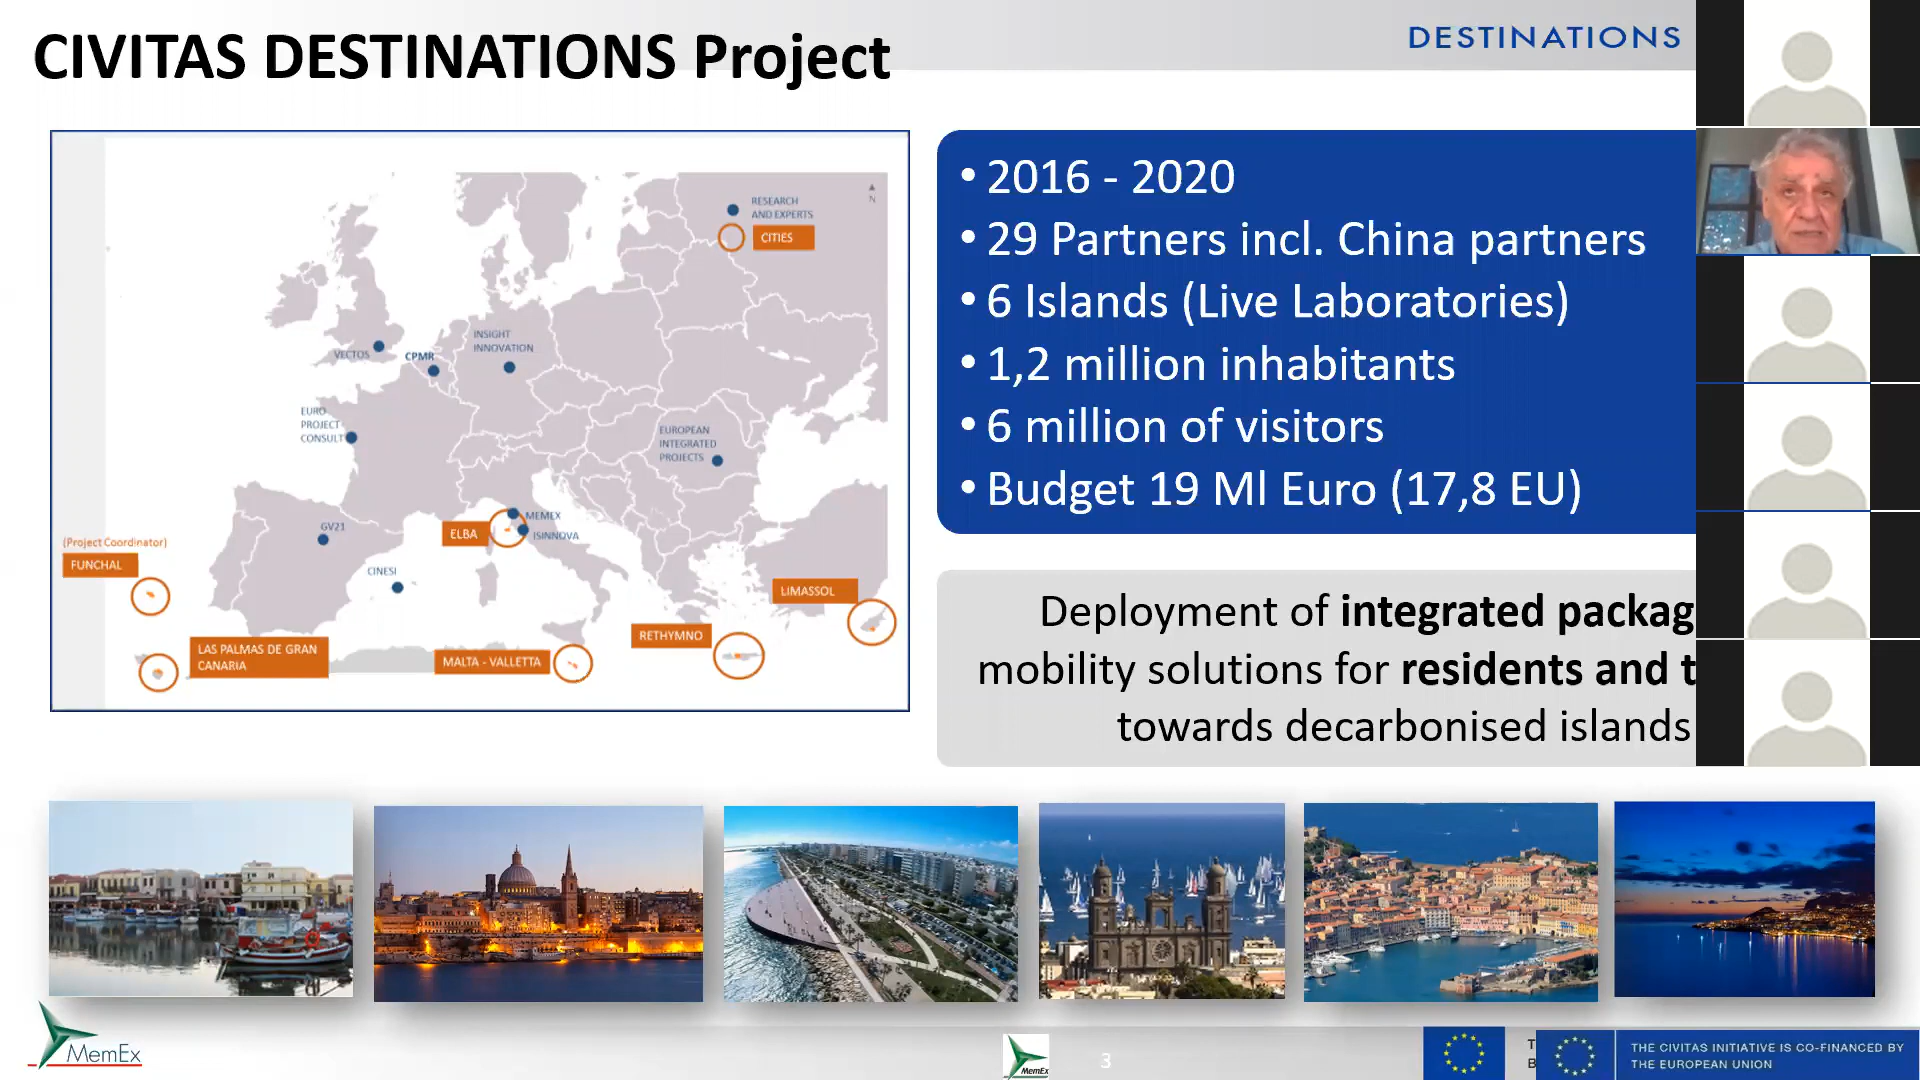 CIVITAS DESTINATIONS Project
DESTINATIONS
RESEARCH
AND EXPERTS
CITIES
N
INSIGHT
INNOVATION
VECTOS
CPMR
EURO
PROJECT
CONSULT
EUROPEAN
INTEGRATED
PROJECTS
GV21
MEMEX
ELBA
ISINNOVA
(Project Coordinator)
FUNCHAL
CINESI
LIMASSOL
RETHYMNO
LAS PALMAS DE GRAN
CANARIA
MALTA - VALLETTA
• 2016 - 2020
• 29 Partners incl. China partners
• 6 Islands (Live Laboratories)
• 1,2 million inhabitants
• 6 million of visitors
• Budget 19 Ml Euro (17,8 EU)
Deployment of integrated packag
mobility solutions for residents and t
towards decarbonised islands
MemEx
MemEx
3
T
B
THE CIVITAS INITIATIVE IS CO-FINANCED BY
THE EUROPEAN UNION